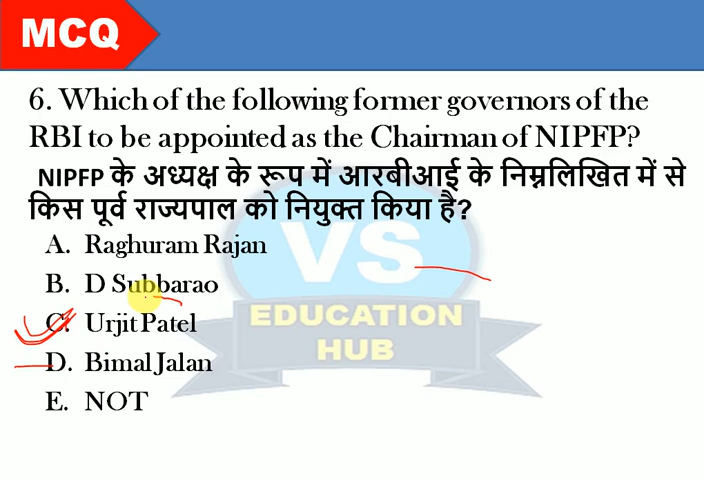 MCQ
6. Which of the following former governors of the
RBI to be appointed as the Chairman of NIPFP?
NIPFP के अध्यक्ष के रूप में आरबीआई के निम्नलिखित में से
किस पूर्व राज्यपाल को नियुक्त किया है?
A. Raghuram Rajan
B. D Subbarao
C. Urjit Patel
D. Bimal Jalan
E. NOT
VS
EDUCATION
HUB